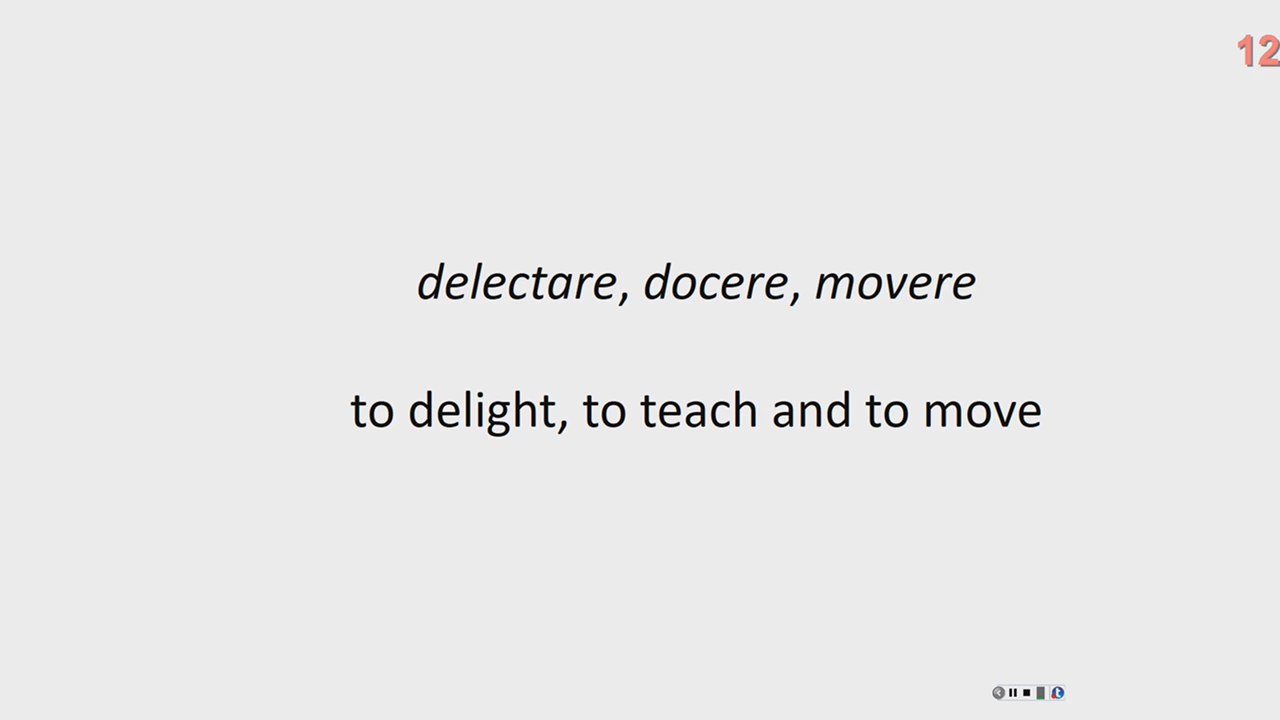 12
delectare, docere, movere
to delight, to teach and to move